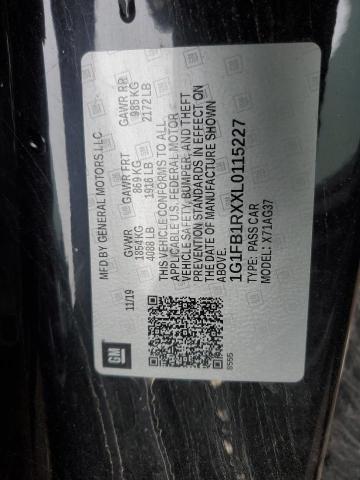 MFD BY GENERAL MOTORS LLC
11/19 GVWR GAWR FRT GAWR RR
1854 KG 869 KG 985 KG
4088 LB 1916 LB 2172 LB
THIS VEHICLE CONFORMS TO ALL
APPLICABLE U.S. FEDERAL MOTOR
VEHICLE SAFETY, BUMPER, AND THEFT
PREVENTION STANDARDS IN EFFECT ON
THE DATE OF MANUFACTURE SHOWN
ABOVE.
1G1FB1RXXL0115227
TYPE: PASS CAR
MODEL: X71AG37
GM
8555